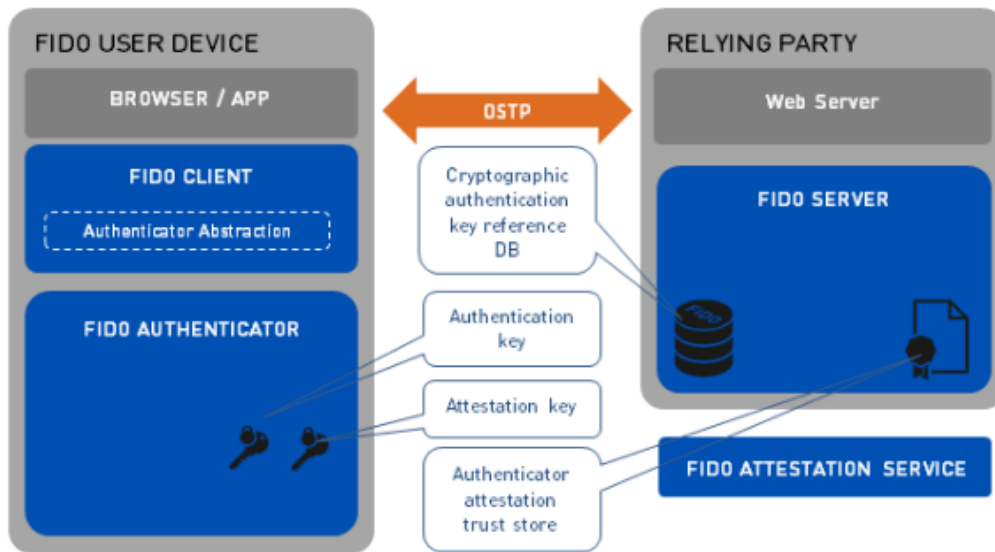 FIDO USER DEVICE
BROWSER / APP
FIDO CLIENT
Authenticator Abstraction
FIDO AUTHENTICATOR
OSTP
Cryptographic
authentication
key reference
DB
Authentication
key
Attestation key
Authenticator
attestation
trust store
RELYING PARTY
Web Server
FIDO SERVER
FIDO
FIDO ATTESTATION SERVICE